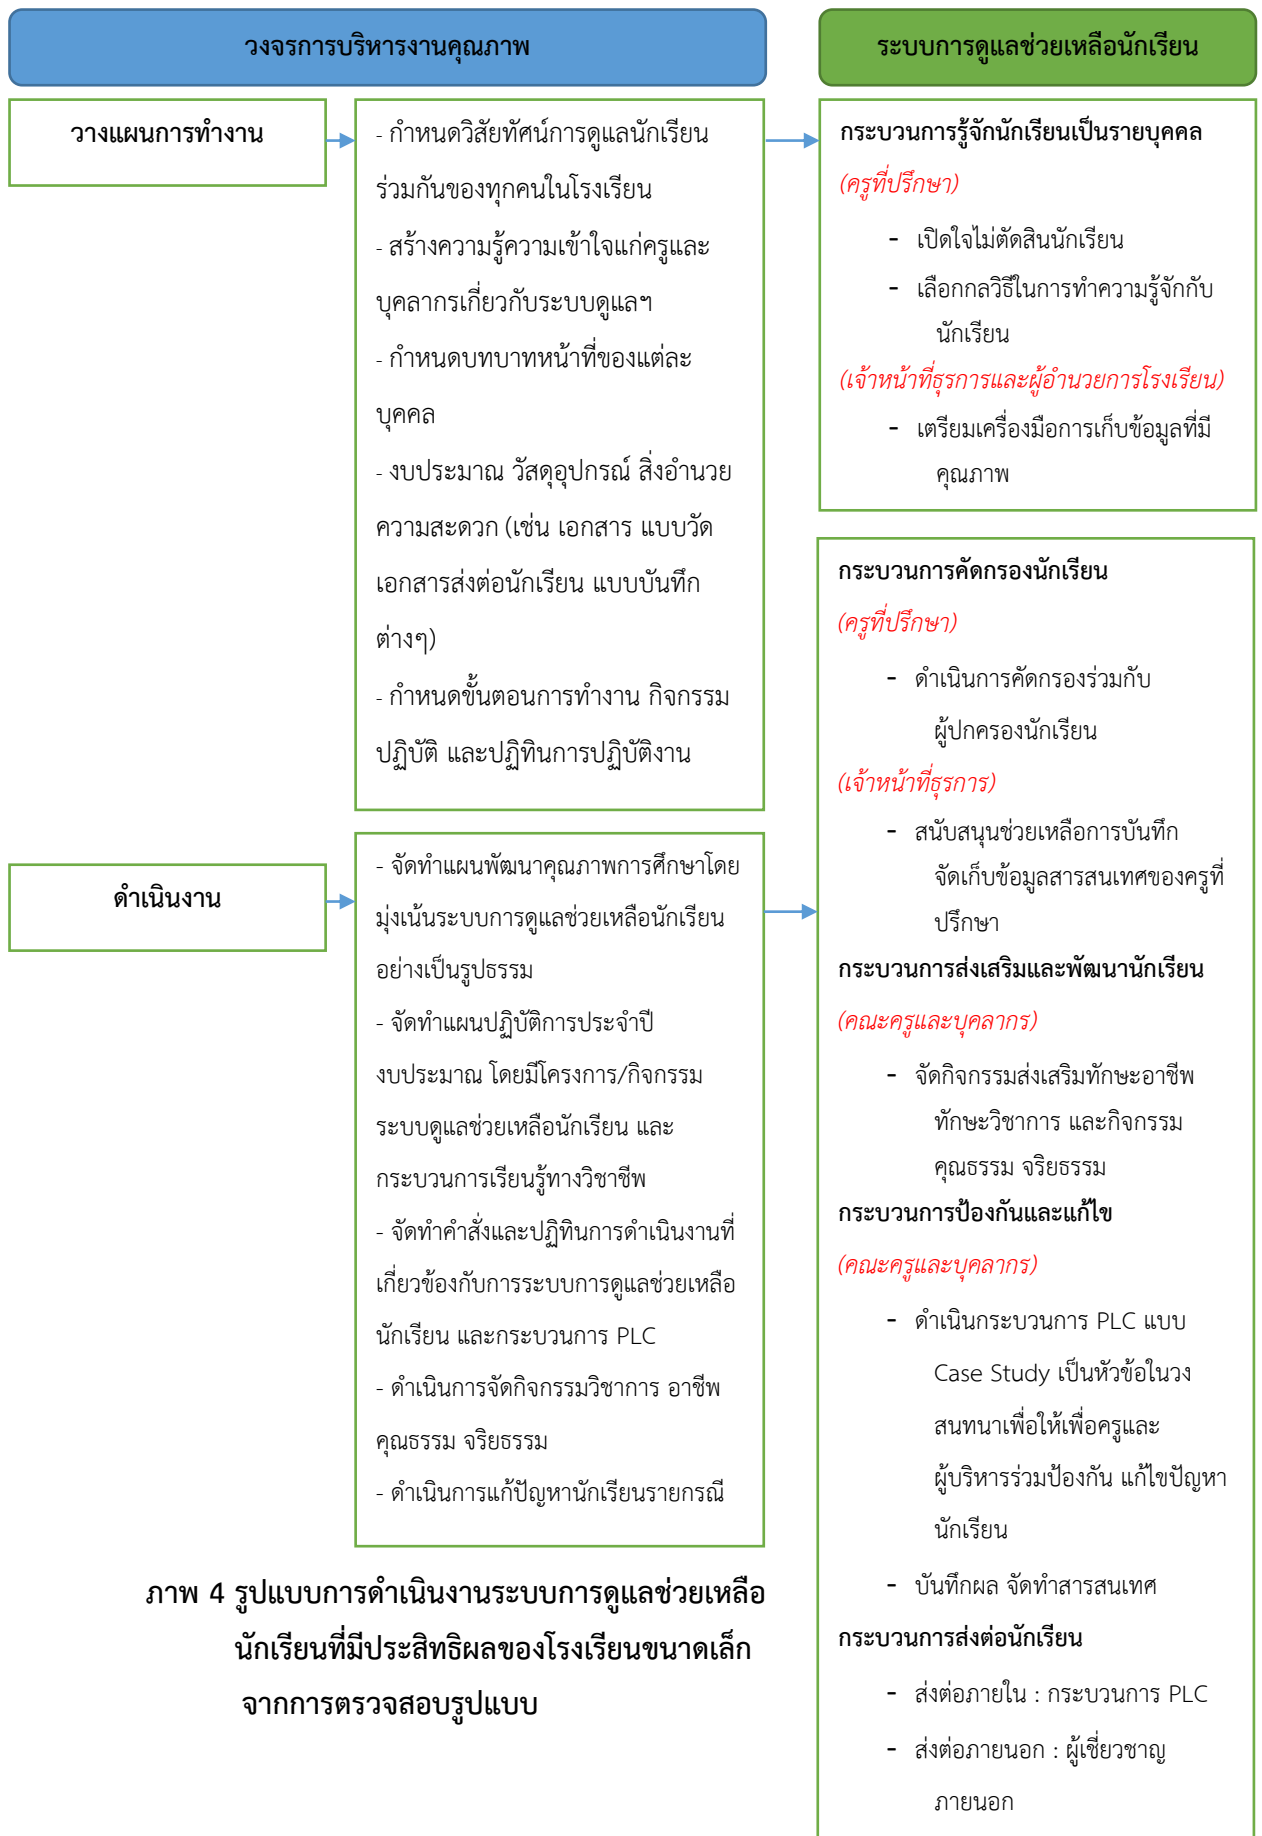 วงจรการบริหารงานคุณภาพ
ระบบการดูแลช่วยเหลือนักเรียน
วางแผนการทำงาน
- กำหนดวิสัยทัศน์การดูแลนักเรียน
ร่วมกันของทุกคนในโรงเรียน
- สร้างความรู้ความเข้าใจแก่ครูและ
บุคลากรเกี่ยวกับระบบดูแลฯ
- กำหนดบทบาทหน้าที่ของแต่ละ
บุคคล
- งบประมาณ วัสดุอุปกรณ์ สิ่งอำนวย
ความสะดวก (เช่น เอกสาร แบบวัด
เอกสารส่งต่อนักเรียน แบบบันทึก
ต่างๆ)
- กำหนดขั้นตอนการทำงาน กิจกรรม
ปฏิบัติ และปฏิทินการปฏิบัติงาน
กระบวนการรู้จักนักเรียนเป็นรายบุคคล
(ครูที่ปรึกษา)
- เปิดใจไม่ตัดสินนักเรียน
- เลือกกลวิธีในการทำความรู้จักกับ
นักเรียน
(เจ้าหน้าที่ธุรการและผู้อำนวยการโรงเรียน)
- เตรียมเครื่องมือการเก็บข้อมูลที่มี
คุณภาพ
ดำเนินงาน
- จัดทำแผนพัฒนาคุณภาพการศึกษาโดย
มุ่งเน้นระบบการดูแลช่วยเหลือนักเรียน
อย่างเป็นรูปธรรม
- จัดทำแผนปฏิบัติการประจำปี
งบประมาณ โดยมีโครงการ/กิจกรรม
ระบบดูแลช่วยเหลือนักเรียน และ
กระบวนการเรียนรู้ทางวิชาชีพ
- จัดทำคำสั่งและปฏิทินการดำเนินงานที่
เกี่ยวข้องกับการระบบการดูแลช่วยเหลือ
นักเรียน และกระบวนการ PLC
- ดำเนินการจัดกิจกรรมวิชาการ อาชีพ
คุณธรรม จริยธรรม
- ดำเนินการแก้ปัญหานักเรียนรายกรณี
กระบวนการคัดกรองนักเรียน
(ครูที่ปรึกษา)
- ดำเนินการคัดกรองร่วมกับ
ผู้ปกครองนักเรียน
(เจ้าหน้าที่ธุรการ)
- สนับสนุนช่วยเหลือการบันทึก
จัดเก็บข้อมูลสารสนเทศของครูที่
ปรึกษา
กระบวนการส่งเสริมและพัฒนานักเรียน
(คณะครูและบุคลากร)
- จัดกิจกรรมส่งเสริมทักษะอาชีพ
ทักษะวิชาการ และกิจกรรม
คุณธรรม จริยธรรม
กระบวนการป้องกันและแก้ไข
(คณะครูและบุคลากร)
- ดำเนินกระบวนการ PLC แบบ
Case Study เป็นหัวข้อในวง
สนทนาเพื่อให้เพื่อครูและ
ผู้บริหารร่วมป้องกัน แก้ไขปัญหา
นักเรียน
- บันทึกผล จัดทำสารสนเทศ
กระบวนการส่งต่อนักเรียน
- ส่งต่อภายใน : กระบวนการ PLC
- ส่งต่อภายนอก : ผู้เชี่ยวชาญ
ภายนอก
ภาพ 4 รูปแบบการดำเนินงานระบบการดูแลช่วยเหลือ
นักเรียนที่มีประสิทธิผลของโรงเรียนขนาดเล็ก
จากการตรวจสอบรูปแบบ